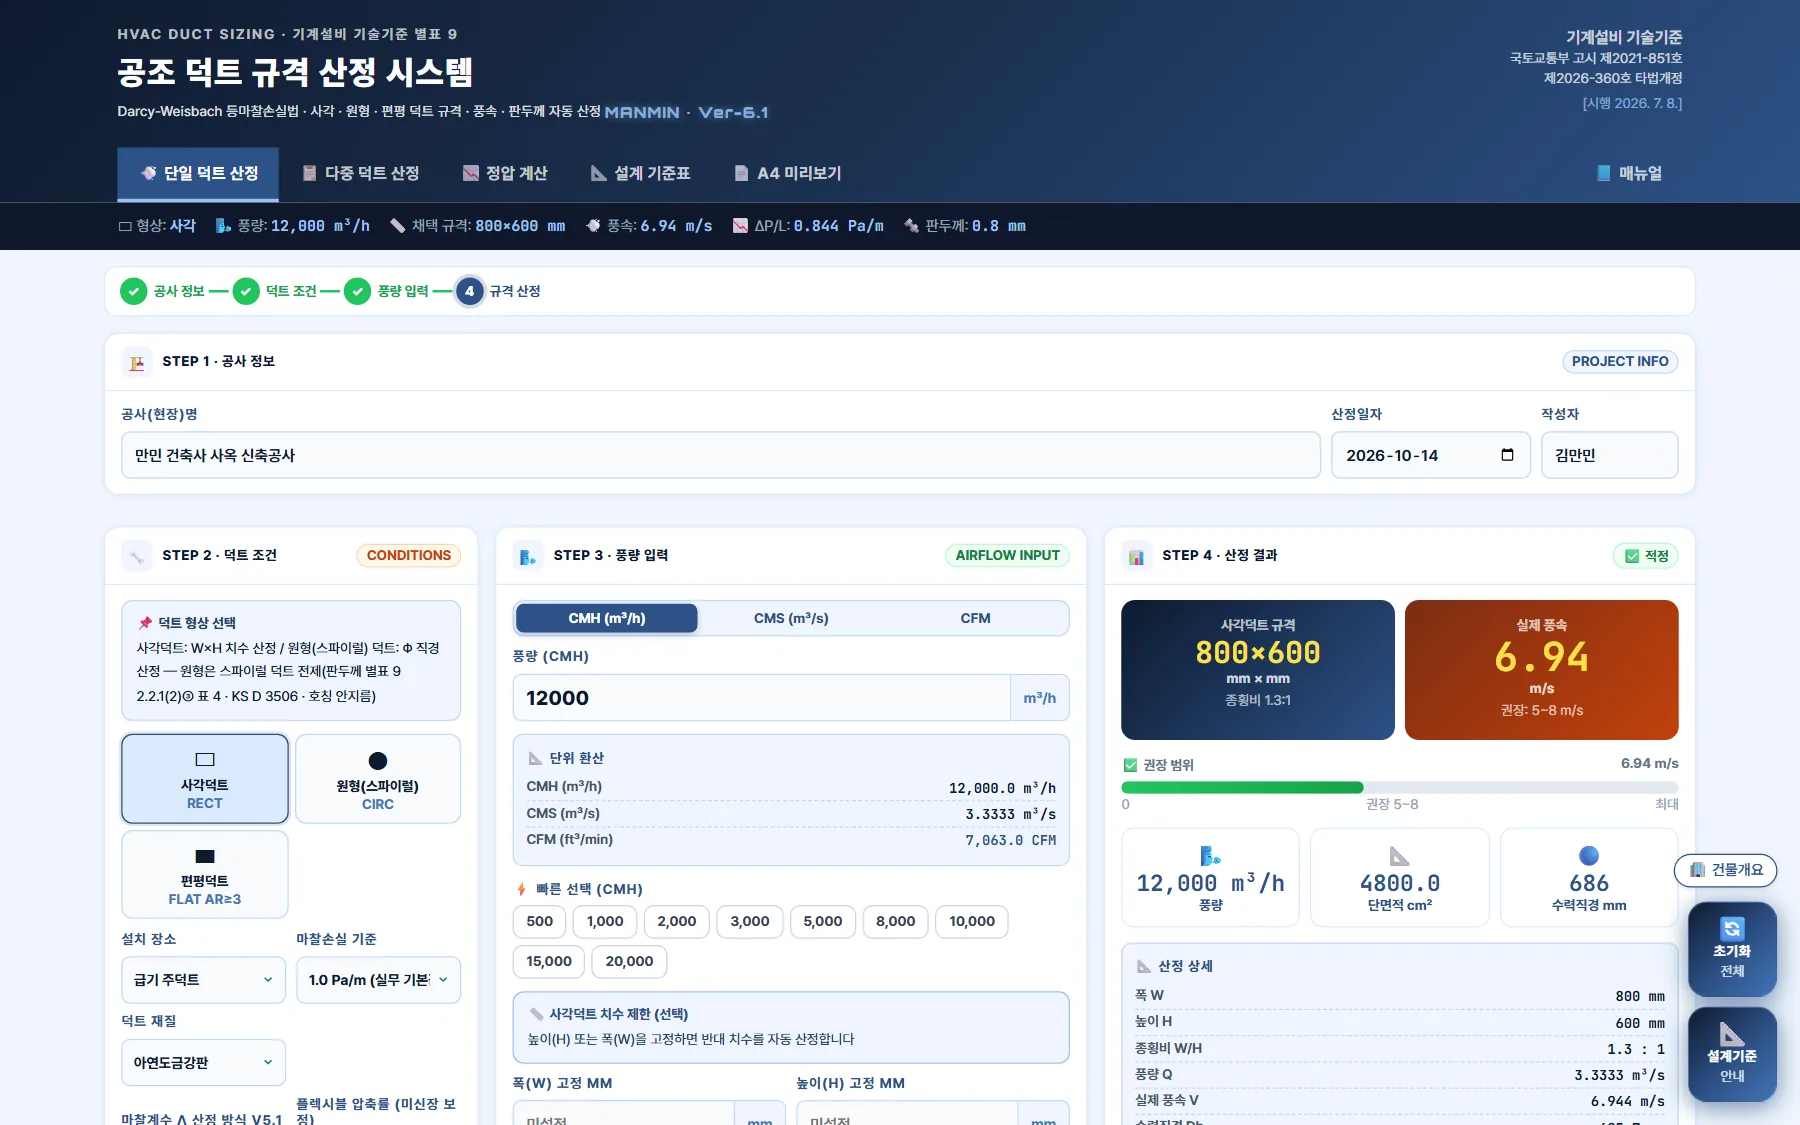 HVAC DUCT SIZING · 기계설비 기술기준 별표 9
공조 덕트 규격 산정 시스템
Darcy-Weisbach 등마찰손실법 · 사각 · 원형 · 편평 덕트 규격 · 풍속 · 판두께 자동 산정 MANMIN · Ver-6.1
기계설비 기술기준
국토교통부 고시 제2021-851호
제2026-360호 타법개정
[시행 2026. 7. 8.]
단일 덕트 산정
다중 덕트 산정
정압 계산
설계 기준표
A4 미리보기
매뉴얼
형상: 사각
풍량: 12,000 m³/h
채택 규격: 800×600 mm
풍속: 6.94 m/s
ΔP/L: 0.844 Pa/m
판두께: 0.8 mm
공사 정보
덕트 조건
풍량 입력
4 규격 산정
STEP 1 · 공사 정보
PROJECT INFO
공사(현장)명
산정일자
작성자
만민 건축사 사옥 신축공사
2026-10-14
김만민
STEP 2 · 덕트 조건
CONDITIONS
덕트 형상 선택
사각덕트: W×H 치수 산정 / 원형(스파이럴) 덕트: Φ 직경
산정 — 원형은 스파이럴 덕트 전제(판두께 별표 9
2.2.1(2)③ 표 4 · KS D 3506 · 호칭 안지름)
사각덕트
RECT
원형(스파이럴)
CIRC
편평덕트
FLAT AR≥3
설치 장소
마찰손실 기준
급기 주덕트
1.0 Pa/m (실무 기본
덕트 재질
아연도금강판
마찰계수 Λ 산정 방식 V5.1
플렉시블 압축률 (미신장 보
정)
STEP 3 · 풍량 입력
AIRFLOW INPUT
CMH (m³/h)
CMS (m³/s)
CFM
풍량 (CMH)
12000
m³/h
단위 환산
CMH (m³/h)
12,000.0 m³/h
CMS (m³/s)
3.3333 m³/s
CFM (ft³/min)
7,063.0 CFM
빠른 선택 (CMH)
500
1,000
2,000
3,000
5,000
8,000
10,000
15,000
20,000
사각덕트 치수 제한 (선택)
높이(H) 또는 폭(W)을 고정하면 반대 치수를 자동 산정합니다
폭(W) 고정 MM
높이(H) 고정 MM
미설정
mm
미설정
mm
STEP 4 · 산정 결과
적정
사각덕트 규격
800×600
mm × mm
종횡비 1.3:1
실제 풍속
6.94
m/s
권장: 5~8 m/s
권장 범위
6.94 m/s
0
권장 5~8
최대
12,000 m³/h
풍량
4800.0
단면적 cm²
686
수력직경 mm
산정 상세
폭 W
800 mm
높이 H
600 mm
종횡비 W/H
1.3 : 1
풍량 Q
3.3333 m³/s
실제 풍속 V
6.944 m/s
수력직경 Dh
건물개요
초기화
전체
설계기준
안내